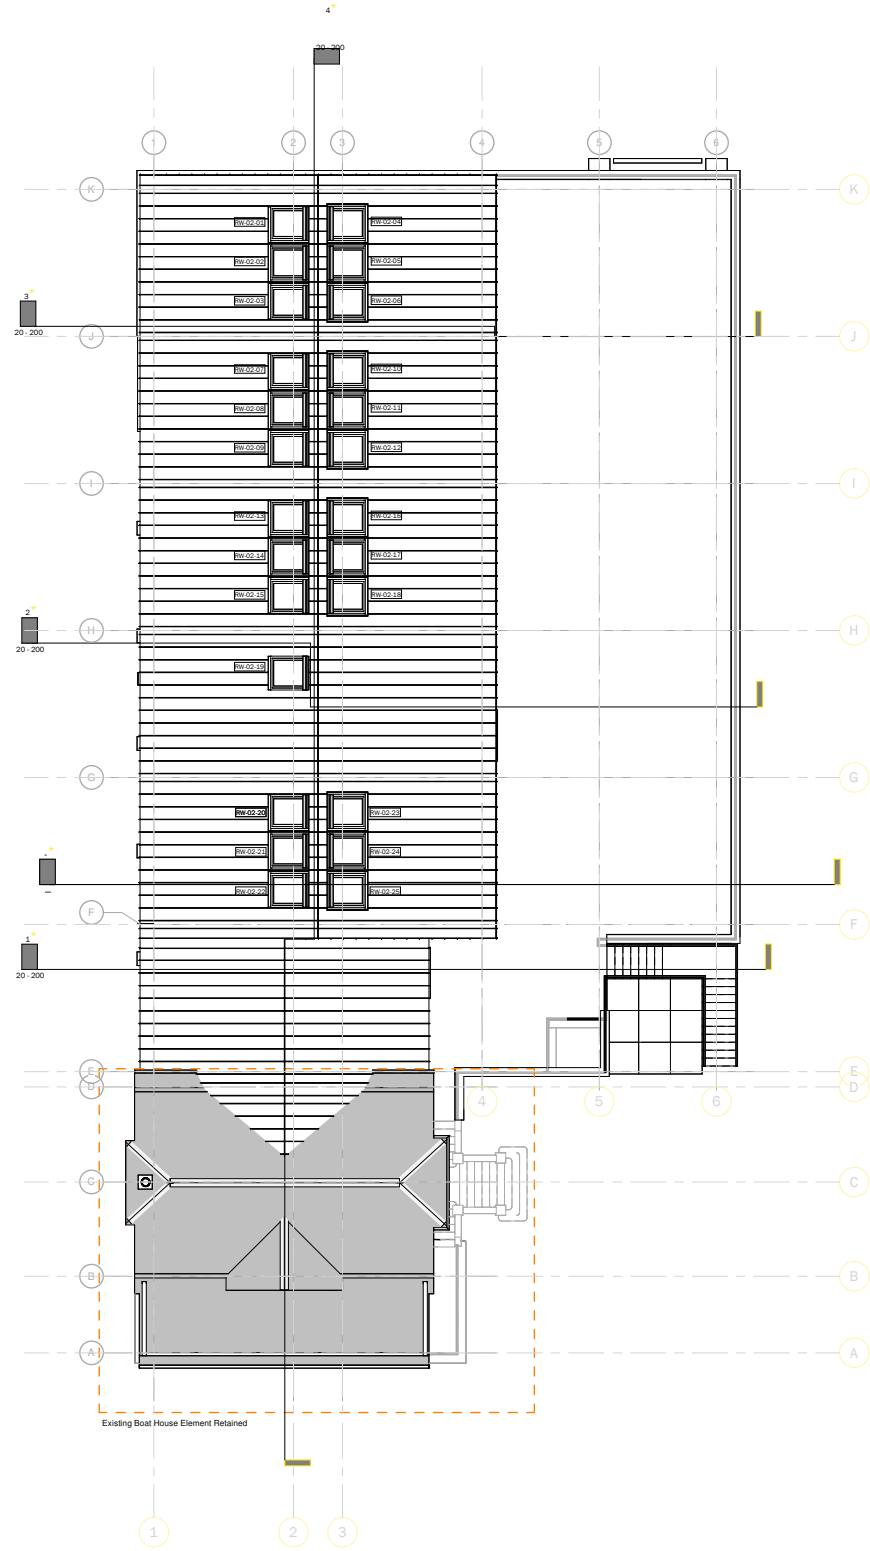 4
20 - 200
1 2 3 4 5 6
K K
RW-02-01 RW-02-04
RW-02-02 RW-02-05
3
RW-02-03 RW-02-06
20 - 200
J J
RW-02-07 RW-02-10
RW-02-08 RW-02-11
RW-02-09 RW-02-12
I I
RW-02-13 RW-02-16
RW-02-14 RW-02-17
RW-02-15 RW-02-18
2
H H
20 - 200
RW-02-19
G G
RW-02-20 RW-02-23
RW-02-21 RW-02-24
RW-02-22 RW-02-25
F F
1
20 - 200
E E
D D
4 5 6
C C
B B
A A
Existing Boat House Element Retained
1 2 3